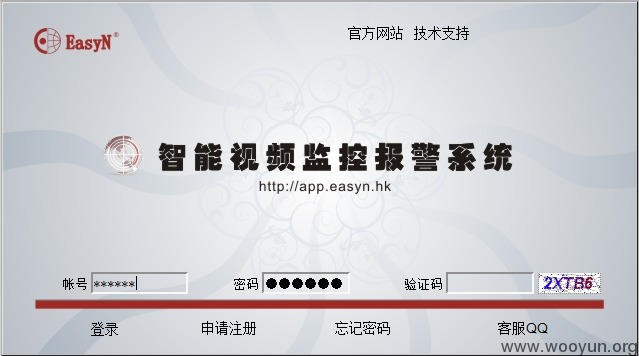 EasyN®
官方网站 技术支持
智能视频监控报警系统
http://app.easyn.hk
帐号 ****** 密码 ●●●●●● 验证码 2XTB6
登录 申请注册 忘记密码 客服QQ
www.wooyun.org